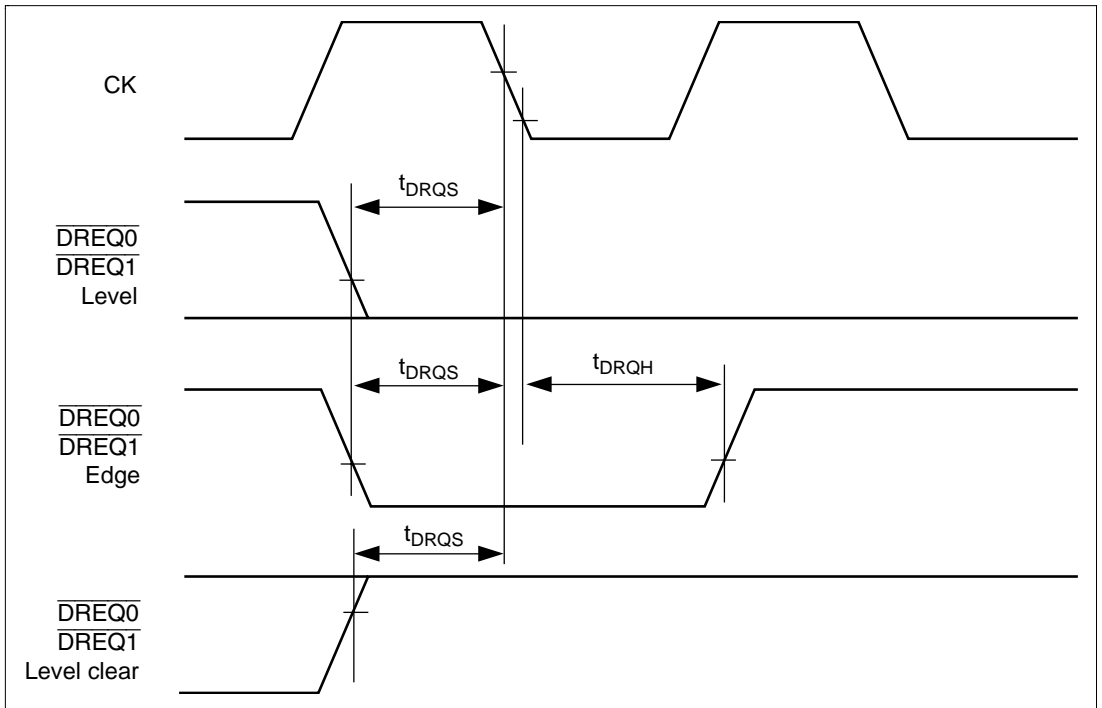 CK
tDRQS
DREQ0
DREQ1
Level
tDRQS
tDRQH
DREQ0
DREQ1
Edge
tDRQS
DREQ0
DREQ1
Level clear